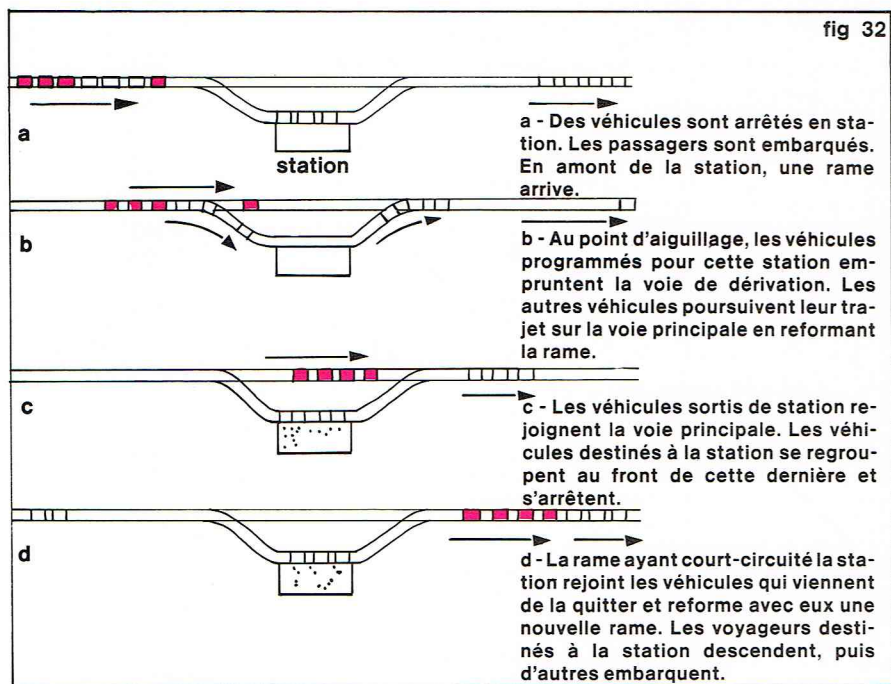 fig 32
a
station
a - Des véhicules sont arrêtés en sta-
tion. Les passagers sont embarqués.
En amont de la station, une rame
arrive.
b
b - Au point d'aiguillage, les véhicules
programmés pour cette station em-
pruntent la voie de dérivation. Les
autres véhicules poursuivent leur tra-
jet sur la voie principale en reformant
la rame.
c
c - Les véhicules sortis de station re-
joignent la voie principale. Les véhi-
cules destinés à la station se regrou-
pent au front de cette dernière et
s'arrêtent.
d
d - La rame ayant court-circuité la sta-
tion rejoint les véhicules qui viennent
de la quitter et reforme avec eux une
nouvelle rame. Les voyageurs desti-
nés à la station descendent, puis
d'autres embarquent.